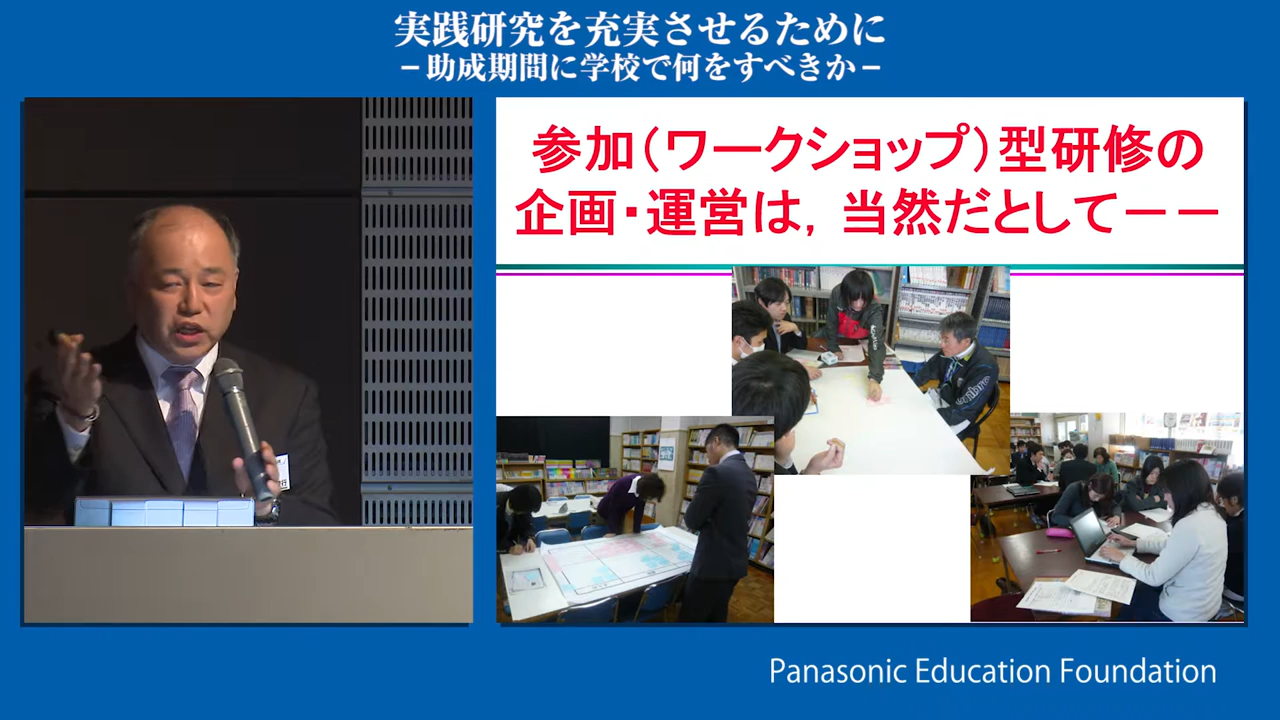 実践研究を充実させるために
－助成期間に学校で何をすべきか－
参加（ワークショップ）型研修の
企画・運営は，当然だとして－－
Panasonic Education Foundation